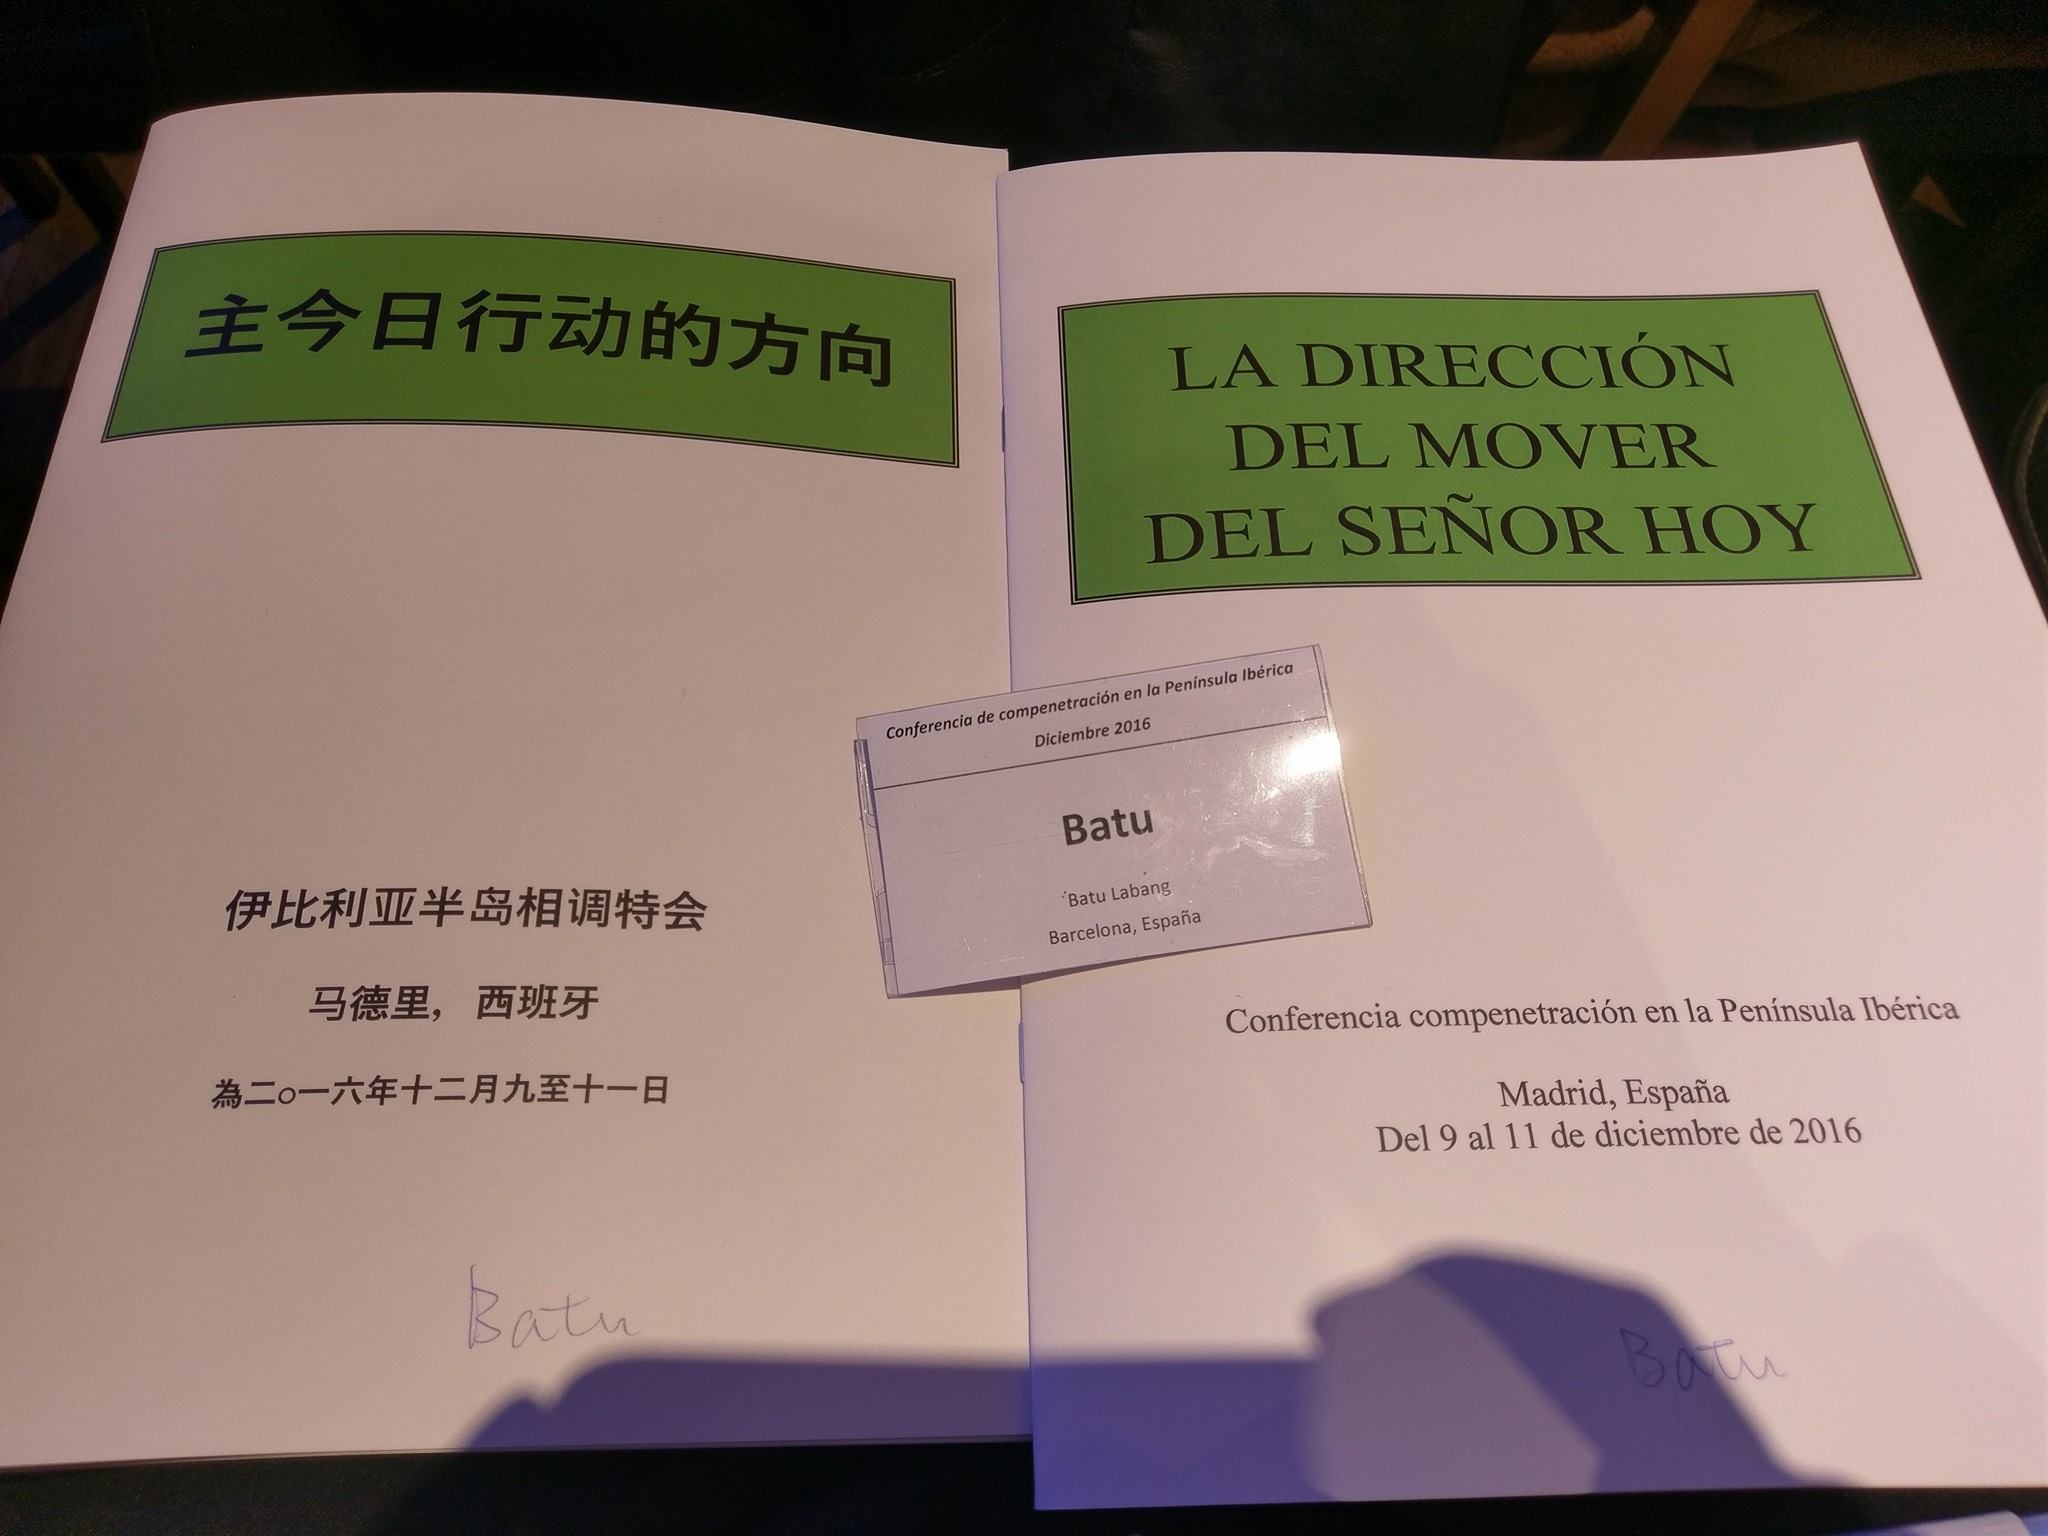 主今日行动的方向
伊比利亚半岛相调特会
马德里，西班牙
為二○一六年十二月九至十一日
Batu
LA DIRECCIÓN
DEL MOVER
DEL SEÑOR HOY
Conferencia de compenetración en la Península Ibérica
Diciembre 2016
Batu
Batu Labang
Barcelona, España
Conferencia compenetración en la Península Ibérica
Madrid, España
Del 9 al 11 de diciembre de 2016
Batu